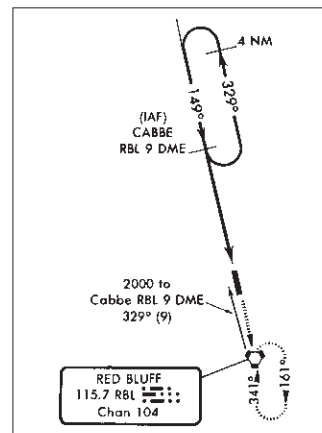 4 NM
149°
329°
(IAF)
CABBE
RBL 9 DME
2000 to
Cabbe RBL 9 DME
329° (9)
RED BLUFF
115.7 RBL
Chan 104
341°
161°